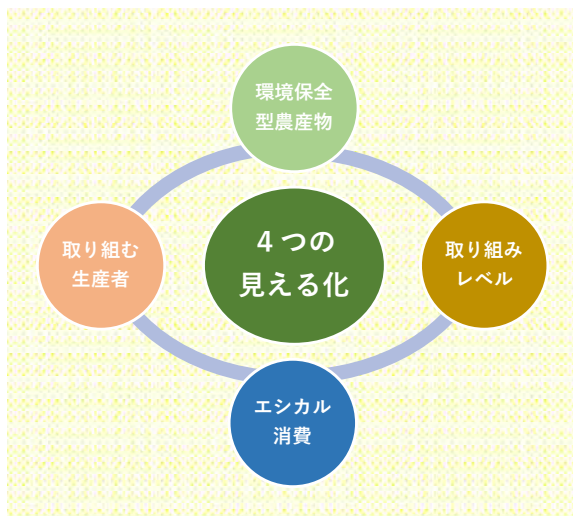 環境保全
型農産物
4つの
見える化
取り組む
生産者
取り組み
レベル
エシカル
消費